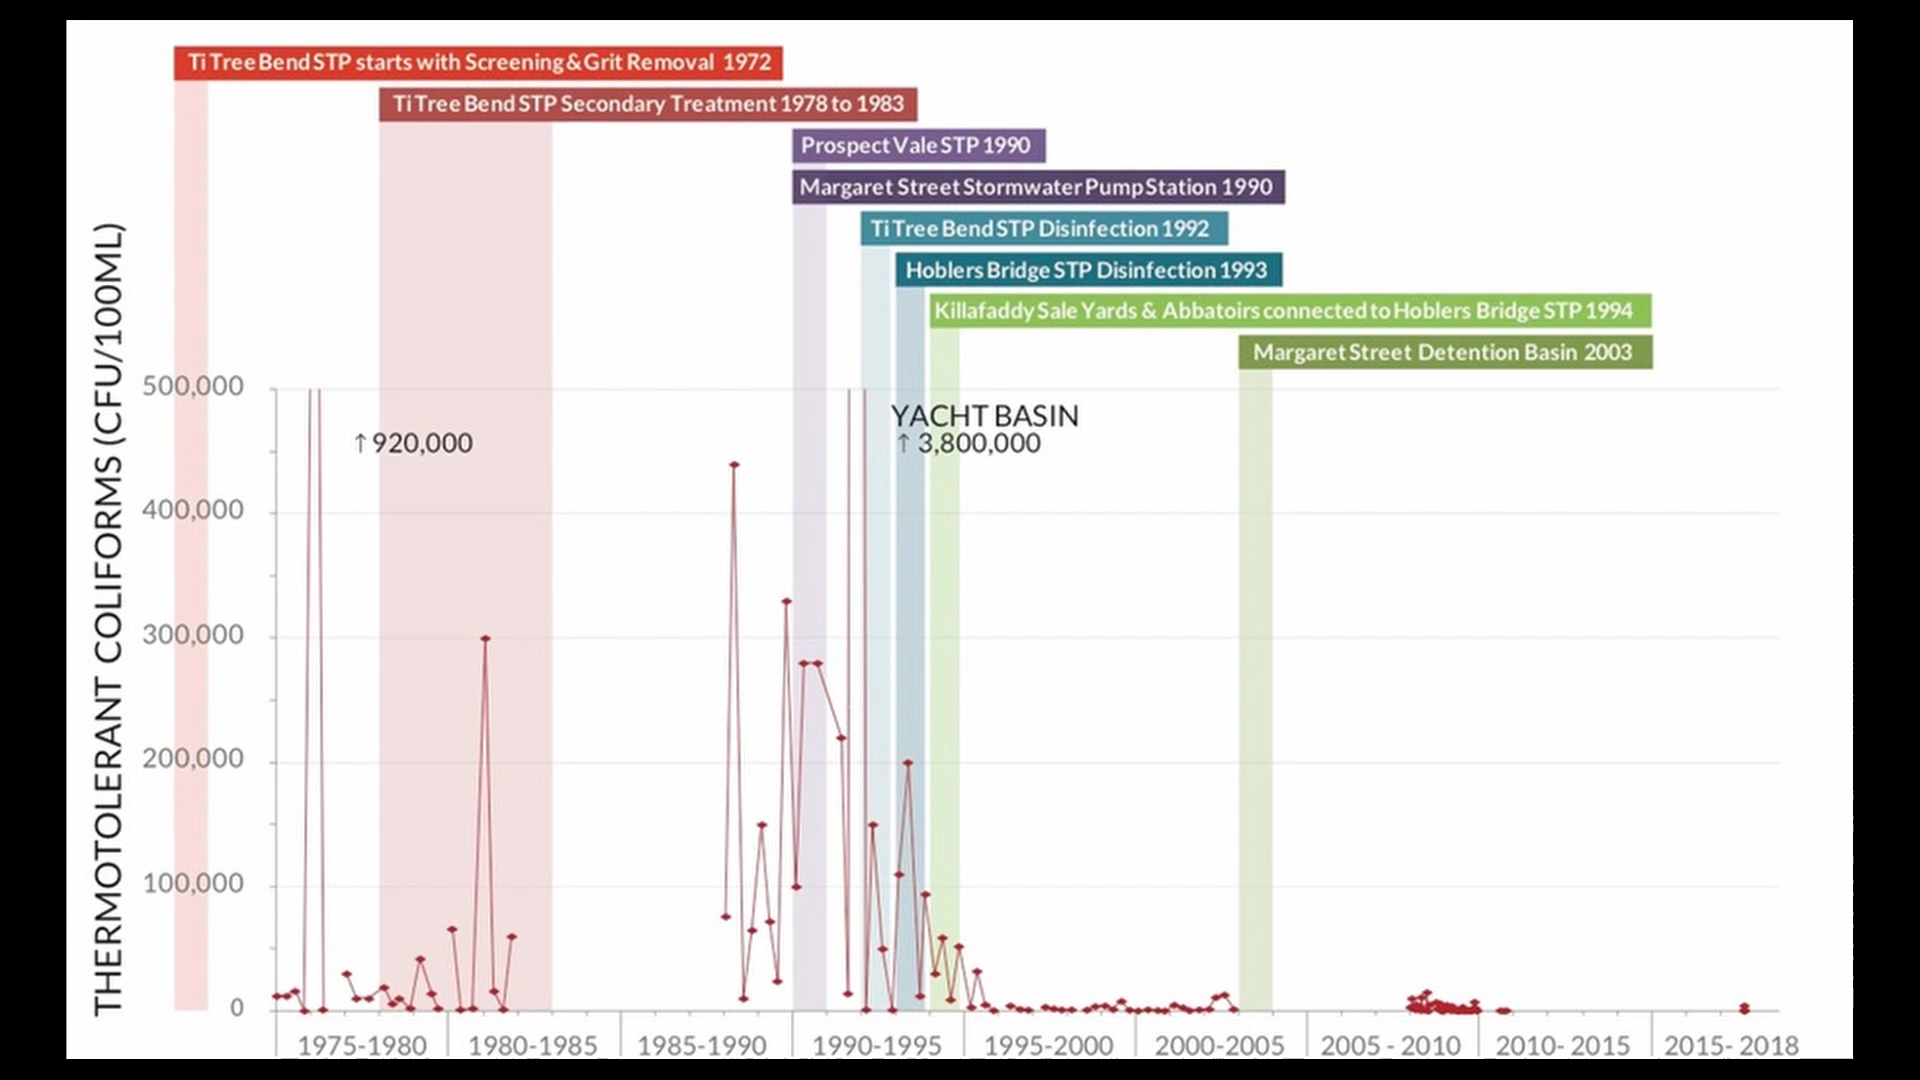 Ti Tree Bend STP starts with Screening & Grit Removal 1972
Ti Tree Bend STP Secondary Treatment 1978 to 1983
Prospect Vale STP 1990
Margaret Street Stormwater Pump Station 1990
Ti Tree Bend STP Disinfection 1992
Hoblers Bridge STP Disinfection 1993
Killafaddy Sale Yards & Abbatoirs connected to Hoblers Bridge STP 1994
Margaret Street Detention Basin 2003
THERMOTOLERANT COLIFORMS (CFU/100ML)
500,000
YACHT BASIN
↑ 920,000
↑ 3,800,000
400,000
300,000
200,000
100,000
0
1975-1980
1980-1985
1985-1990
1990-1995
1995-2000
2000-2005
2005 - 2010
2010- 2015
2015- 2018